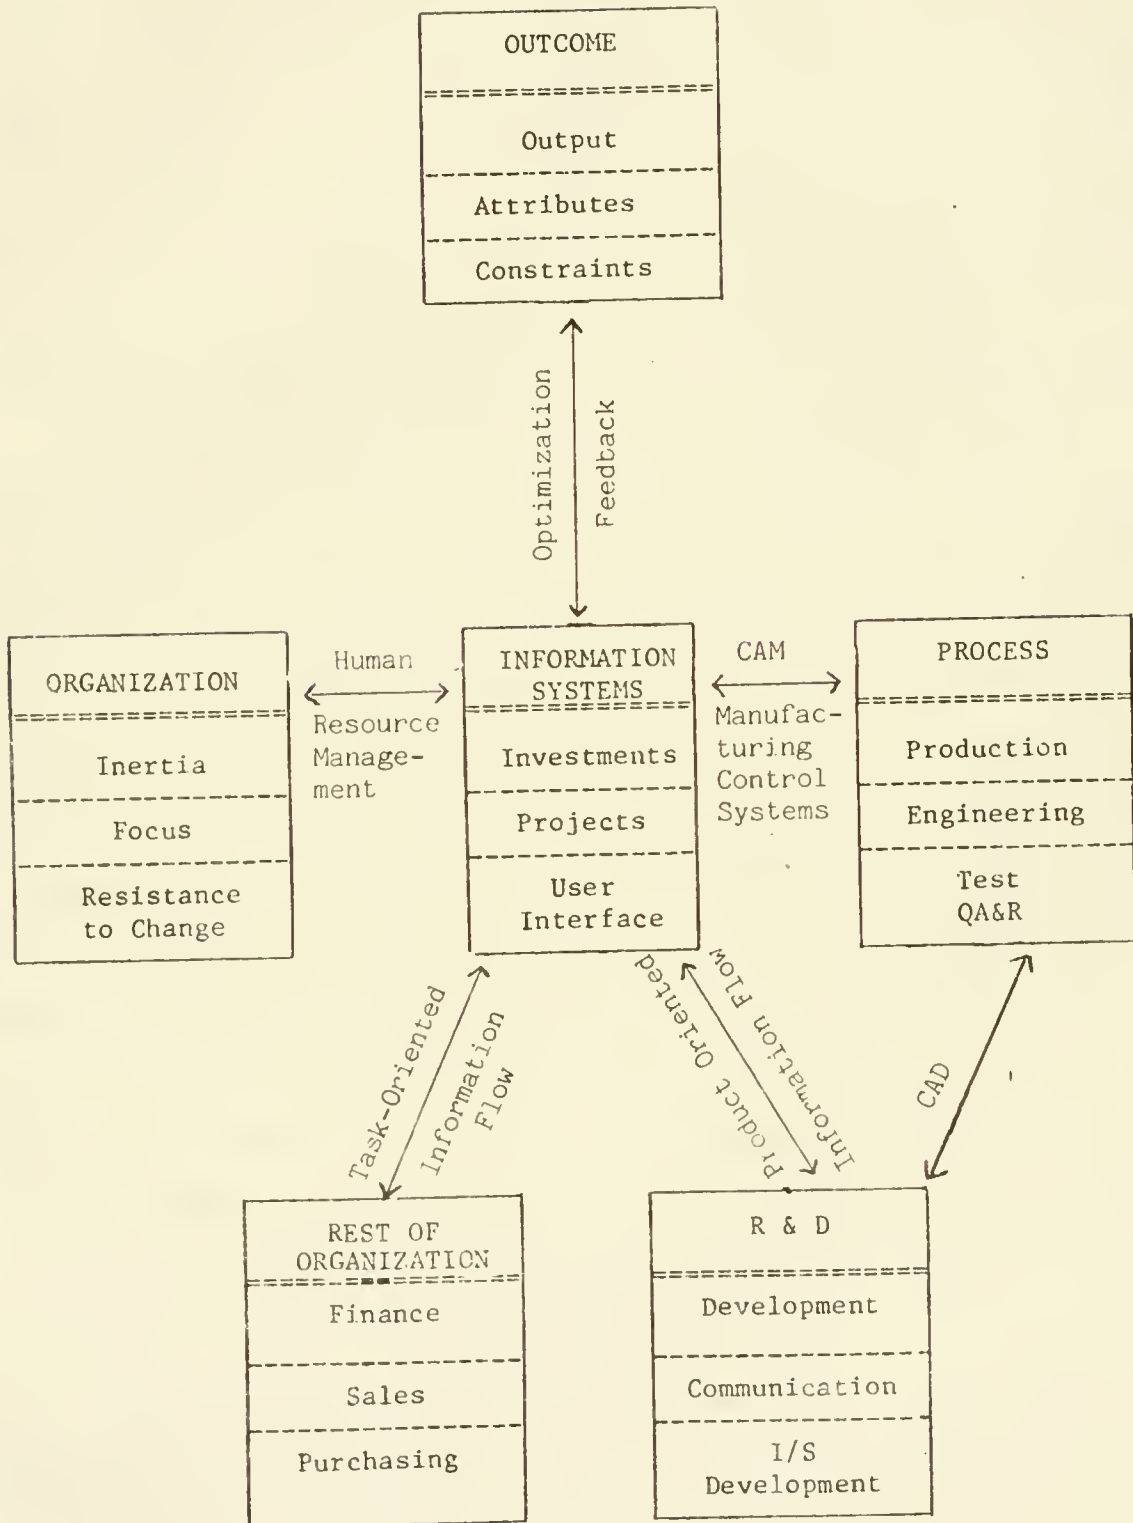 OUTCOME
Output
Attributes
Constraints
Optimization
Feedback
ORGANIZATION
Inertia
Focus
Resistance
to Change
Human
Resource
Manage-
ment
INFORMATION
SYSTEMS
Investments
Projects
User
Interface
CAM
Manufac-
turing
Control
Systems
PROCESS
Production
Engineering
Test
QA&R
Task-Oriented
Information
Flow
Product Oriented
Information Flow
CAD
REST OF
ORGANIZATION
Finance
Sales
Purchasing
R & D
Development
Communication
I/S
Development